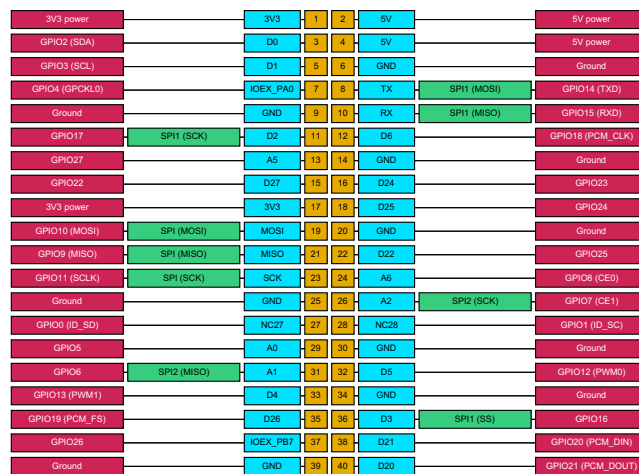 3V3 power 3V3 1 2 5V 5V power
GPIO2 (SDA) D0 3 4 5V 5V power
GPIO3 (SCL) D1 5 6 GND Ground
GPIO4 (GPCKL0) IOEX_PA0 7 8 TX SPI1 (MOSI) GPIO14 (TXD)
Ground GND 9 10 RX SPI1 (MISO) GPIO15 (RXD)
GPIO17 SPI1 (SCK) D2 11 12 D6 GPIO18 (PCM_CLK)
GPIO27 A5 13 14 GND Ground
GPIO22 D27 15 16 D24 GPIO23
3V3 power 3V3 17 18 D25 GPIO24
GPIO10 (MOSI) SPI (MOSI) MOSI 19 20 GND Ground
GPIO9 (MISO) SPI (MISO) MISO 21 22 D22 GPIO25
GPIO11 (SCLK) SPI (SCK) SCK 23 24 A6 GPIO8 (CE0)
Ground GND 25 26 A2 SPI2 (SCK) GPIO7 (CE1)
GPIO0 (ID_SD) NC27 27 28 NC28 GPIO1 (ID_SC)
GPIO5 A0 29 30 GND Ground
GPIO6 SPI2 (MISO) A1 31 32 D5 GPIO12 (PWM0)
GPIO13 (PWM1) D4 33 34 GND Ground
GPIO19 (PCM_FS) D26 35 36 D3 SPI1 (SS) GPIO16
GPIO26 IOEX_PB7 37 38 D21 GPIO20 (PCM_DIN)
Ground GND 39 40 D20 GPIO21 (PCM_DOUT)